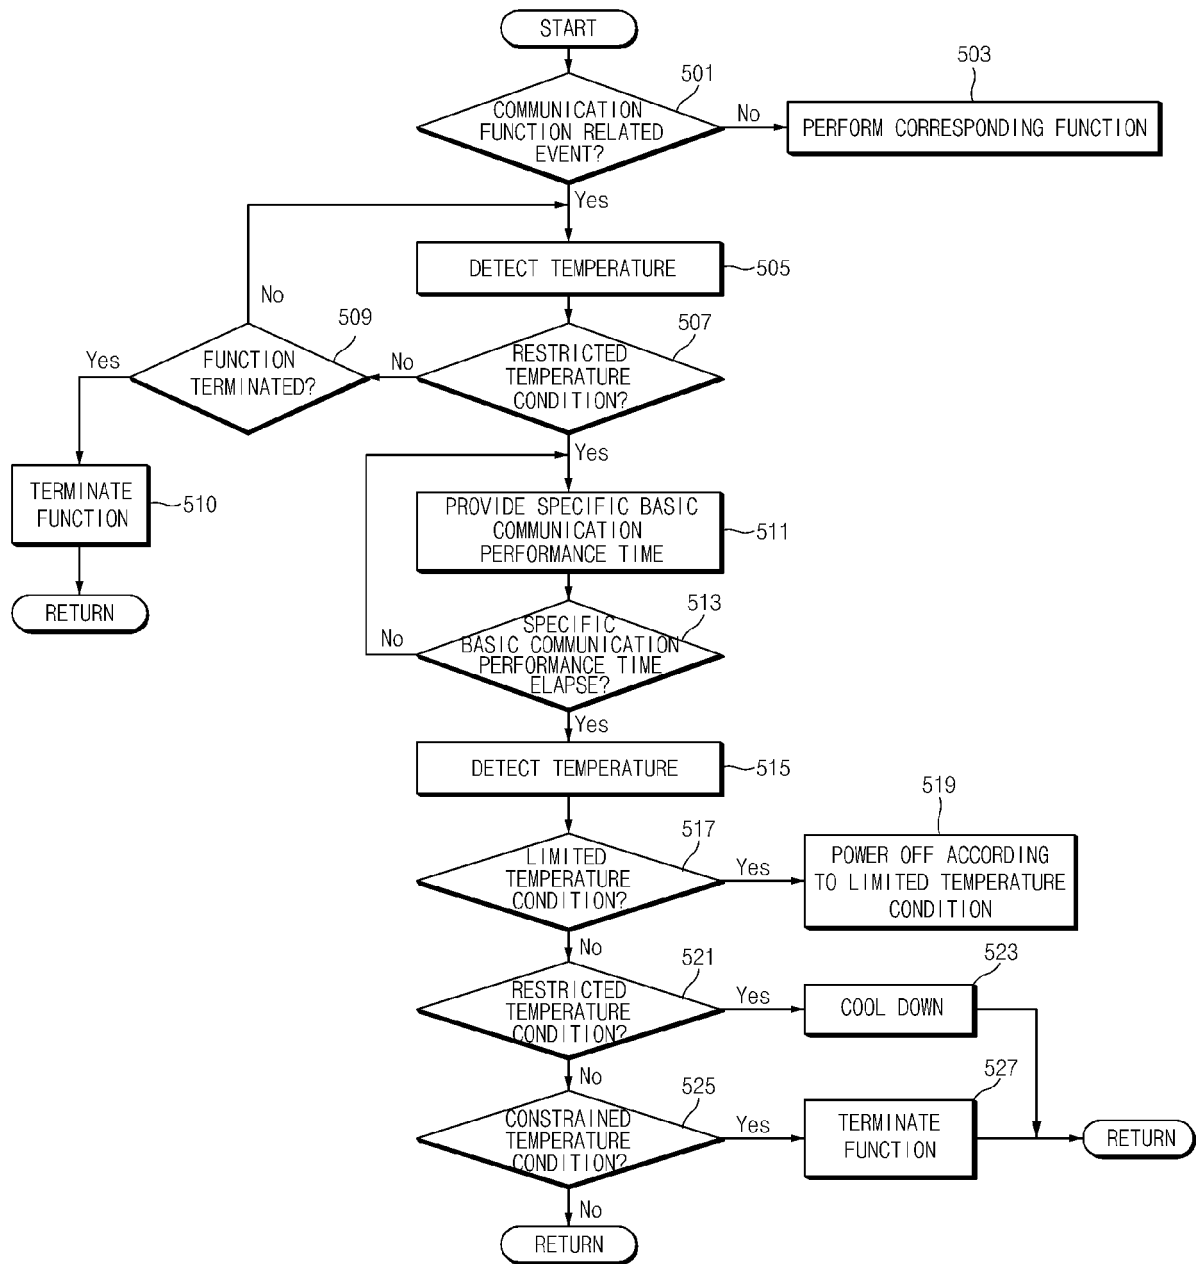 START
501
COMMUNICATION
FUNCTION RELATED
EVENT?
No
503
PERFORM CORRESPONDING FUNCTION
Yes
DETECT TEMPERATURE
505
No
509
FUNCTION
TERMINATED?
Yes
No
507
RESTRICTED
TEMPERATURE
CONDITION?
Yes
TERMINATE
FUNCTION
510
RETURN
PROVIDE SPECIFIC BASIC
COMMUNICATION
PERFORMANCE TIME
511
513
SPECIFIC
BASIC COMMUNICATION
PERFORMANCE TIME
ELAPSE?
No
Yes
DETECT TEMPERATURE
515
517
LIMITED
TEMPERATURE
CONDITION?
Yes
519
POWER OFF ACCORDING
TO LIMITED TEMPERATURE
CONDITION
No
521
RESTRICTED
TEMPERATURE
CONDITION?
Yes
523
COOL DOWN
No
525
CONSTRAINED
TEMPERATURE
CONDITION?
Yes
527
TERMINATE
FUNCTION
RETURN
No
RETURN